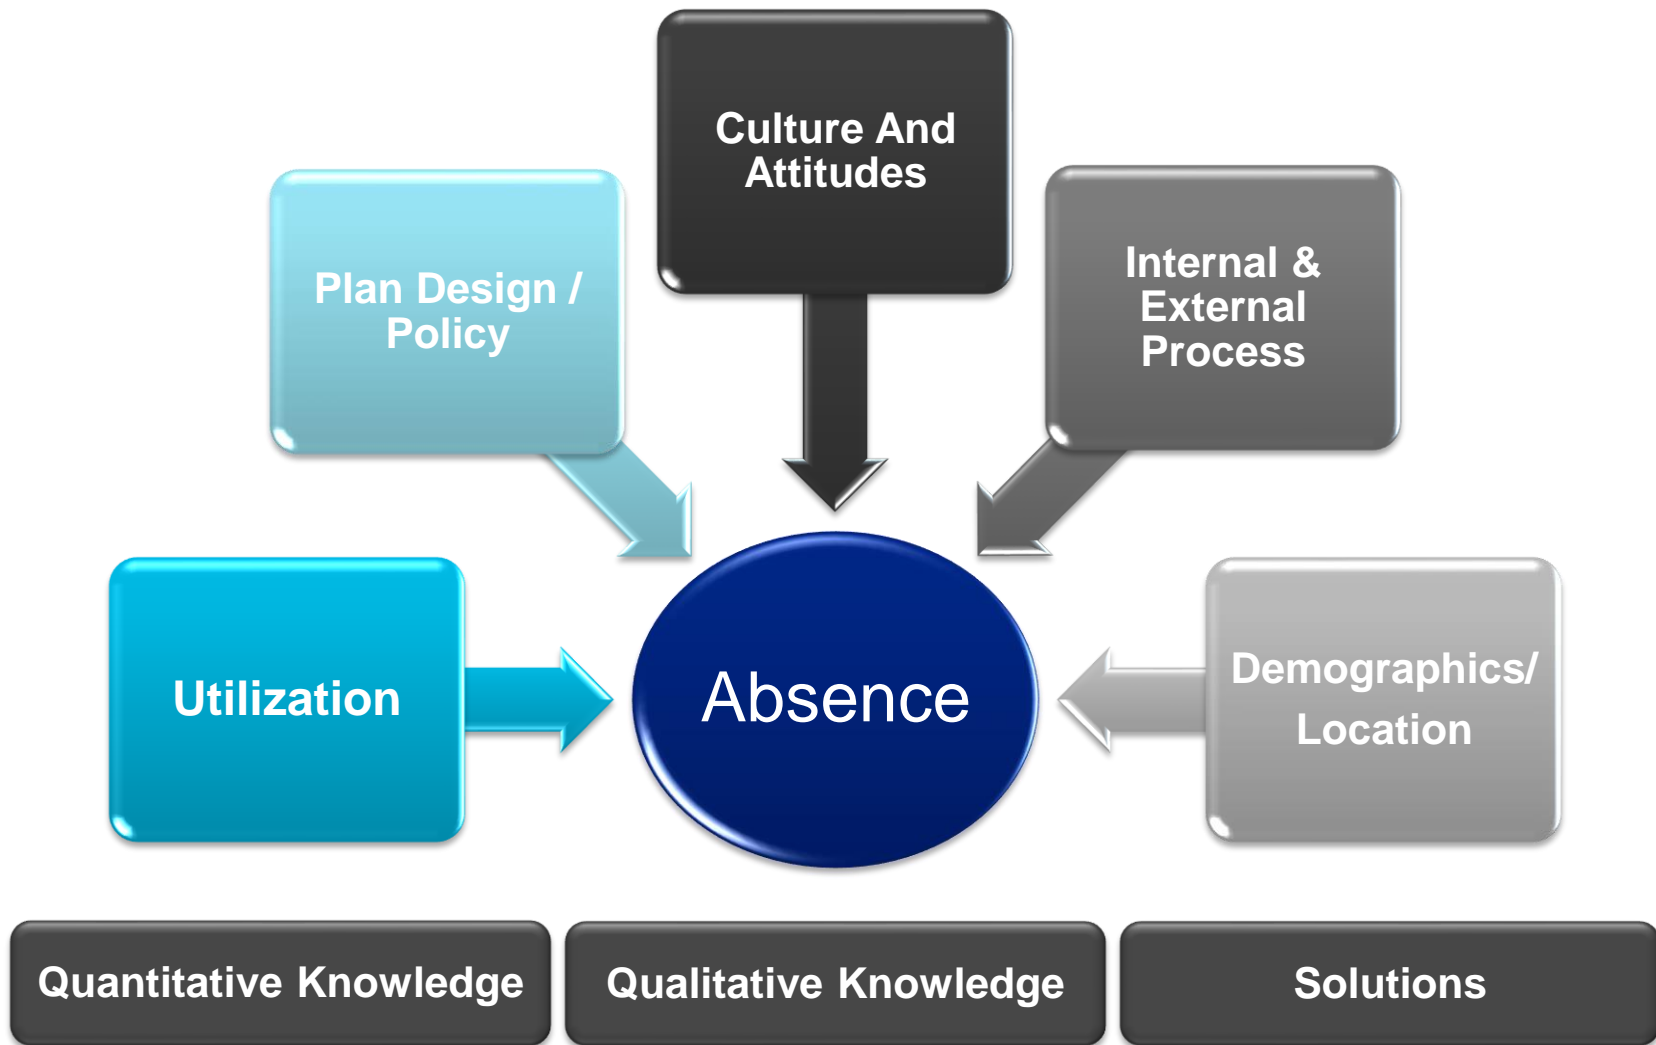 Culture And
Attitudes
Plan Design /
Policy
Internal &
External
Process
Utilization
Absence
Demographics/
Location
Quantitative Knowledge
Qualitative Knowledge
Solutions